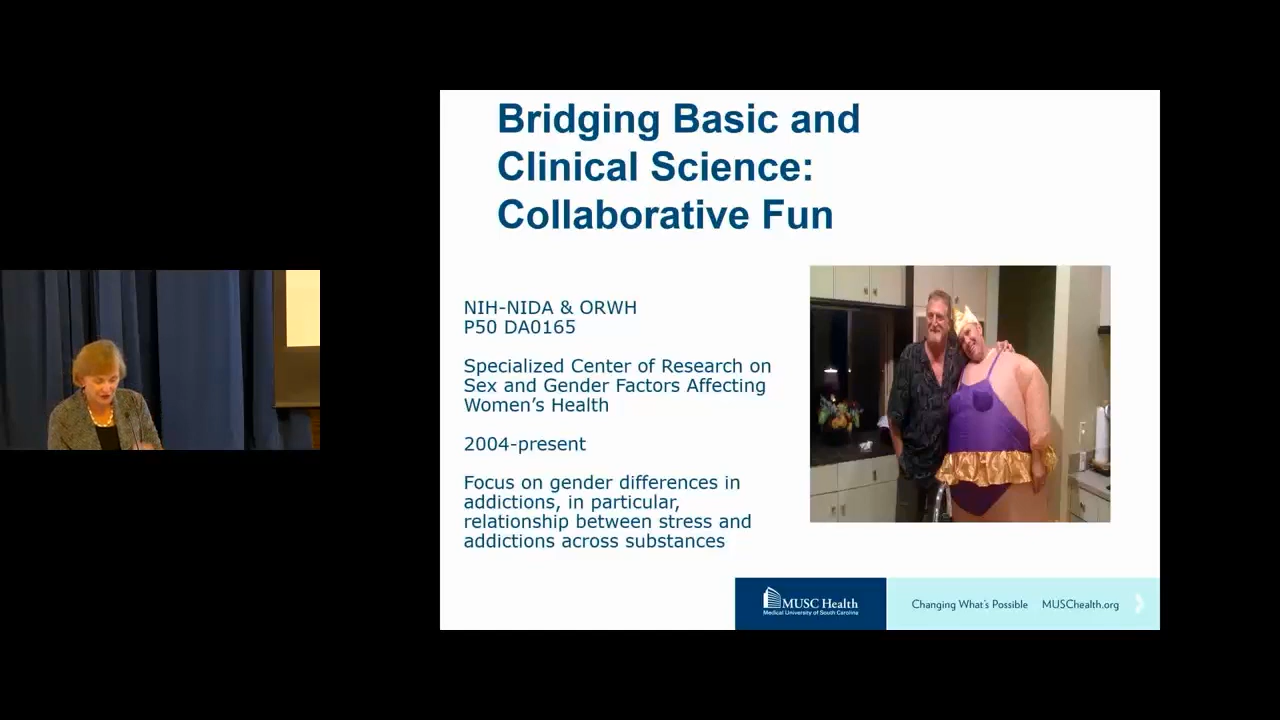 Bridging Basic and
Clinical Science:
Collaborative Fun
NIH-NIDA & ORWH
P50 DA0165
Specialized Center of Research on
Sex and Gender Factors Affecting
Women's Health
2004-present
Focus on gender differences in
addictions, in particular,
relationship between stress and
addictions across substances
MUSC Health
Medical University of South Carolina
Changing What's Possible MUSChealth.org